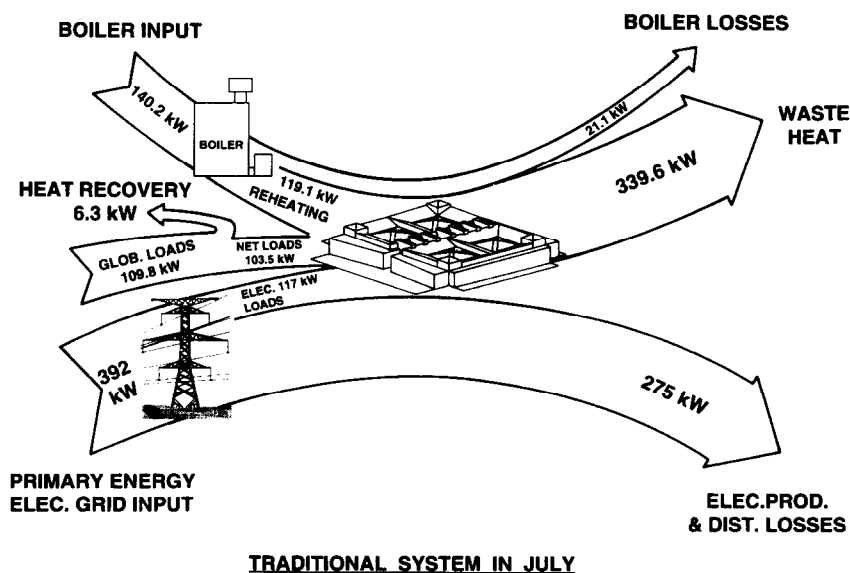 BOILER INPUT
BOILER LOSSES
140.2 kW
BOILER
21.1 kW
WASTE
HEAT
119.1 kW
REHEATING
339.6 kW
HEAT RECOVERY
6.3 kW
GLOB. LOADS
109.8 kW
NET LOADS
103.5 kW
ELEC. 117 kW
LOADS
392
kW
275 kW
PRIMARY ENERGY
ELEC. GRID INPUT
ELEC.PROD.
& DIST. LOSSES
TRADITIONAL SYSTEM IN JULY